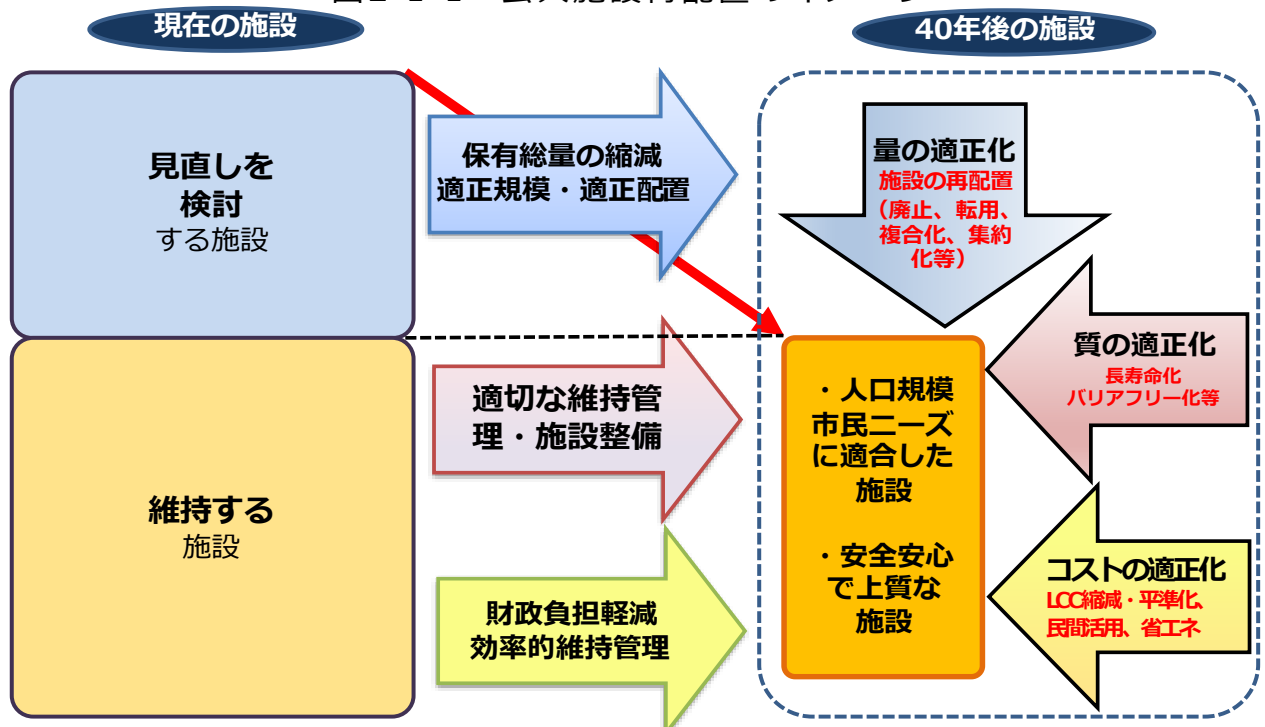 現在の施設
40年後の施設
見直しを
検討
する施設
保有総量の縮減
適正規模・適正配置
量の適正化
施設の再配置
（廃止、転用、
複合化、集約
化等）
質の適正化
長寿命化
バリアフリー化等
適切な維持管
理・施設整備
・人口規模
市民ニーズ
に適合した
施設
・安全安心
で上質な
施設
維持する
施設
コストの適正化
LCC縮減・平準化、
民間活用、省エネ
財政負担軽減
効率的維持管理